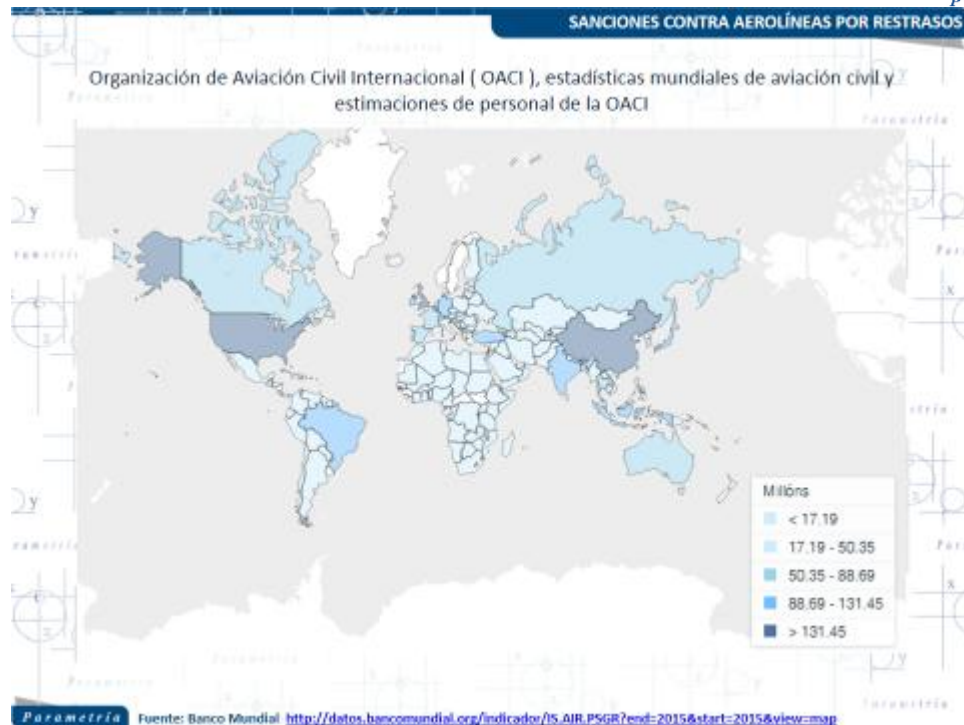 SANCIONES CONTRA AEROLÍNEAS POR RESTRASOS
Organización de Aviación Civil Internacional ( OACI ), estadísticas mundiales de aviación civil y
estimaciones de personal de la OACI
Millóns
< 17.19
17.19 - 50.35
50.35 - 88.69
88.69 - 131.45
> 131.45
Parametría Fuente: Banco Mundial http://datos.bancomundial.org/indicador/IS.AIR.PSGR?end=2015&start=2015&view=map